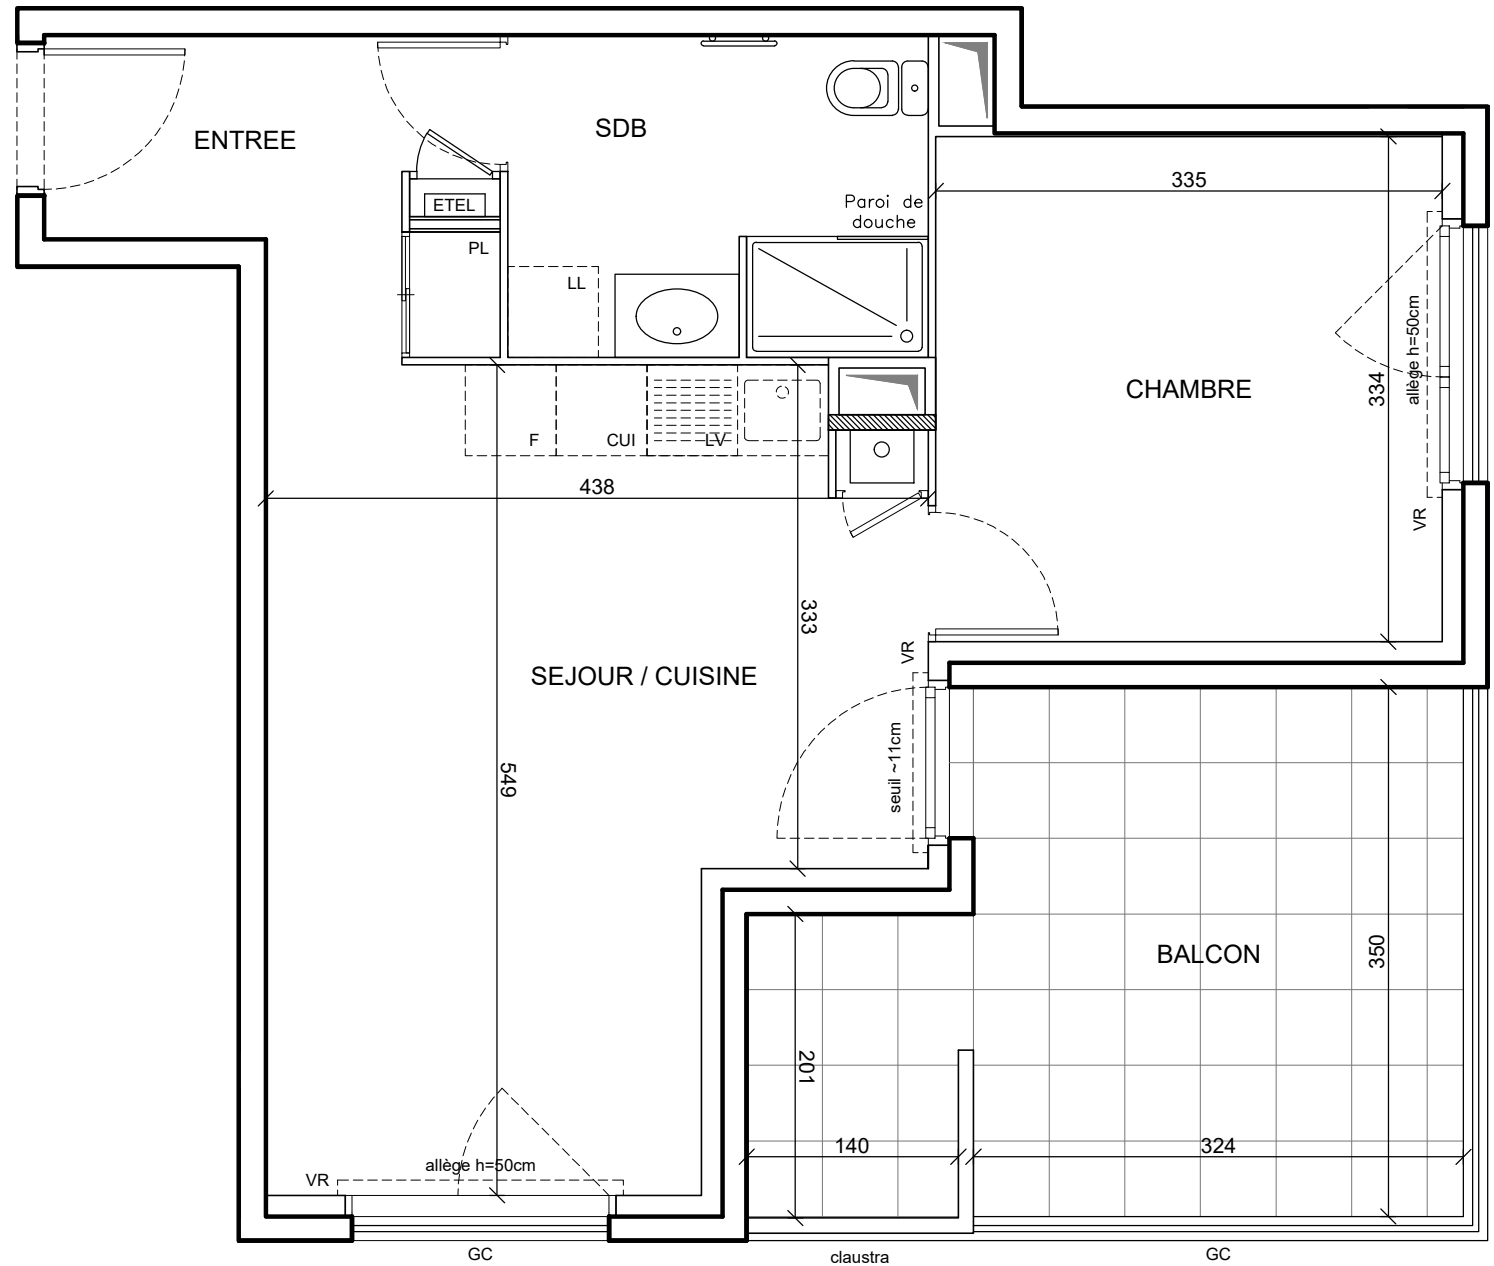 ENTREE
SDB
ETEL
PL
LL
Paroi de
douche
335
CHAMBRE
334
allège h=50cm
VR
F
CUI
LV
438
333
SEJOUR / CUISINE
549
VR
seuil ~11cm
BALCON
350
201
140
324
VR
allège h=50cm
GC
claustra
GC